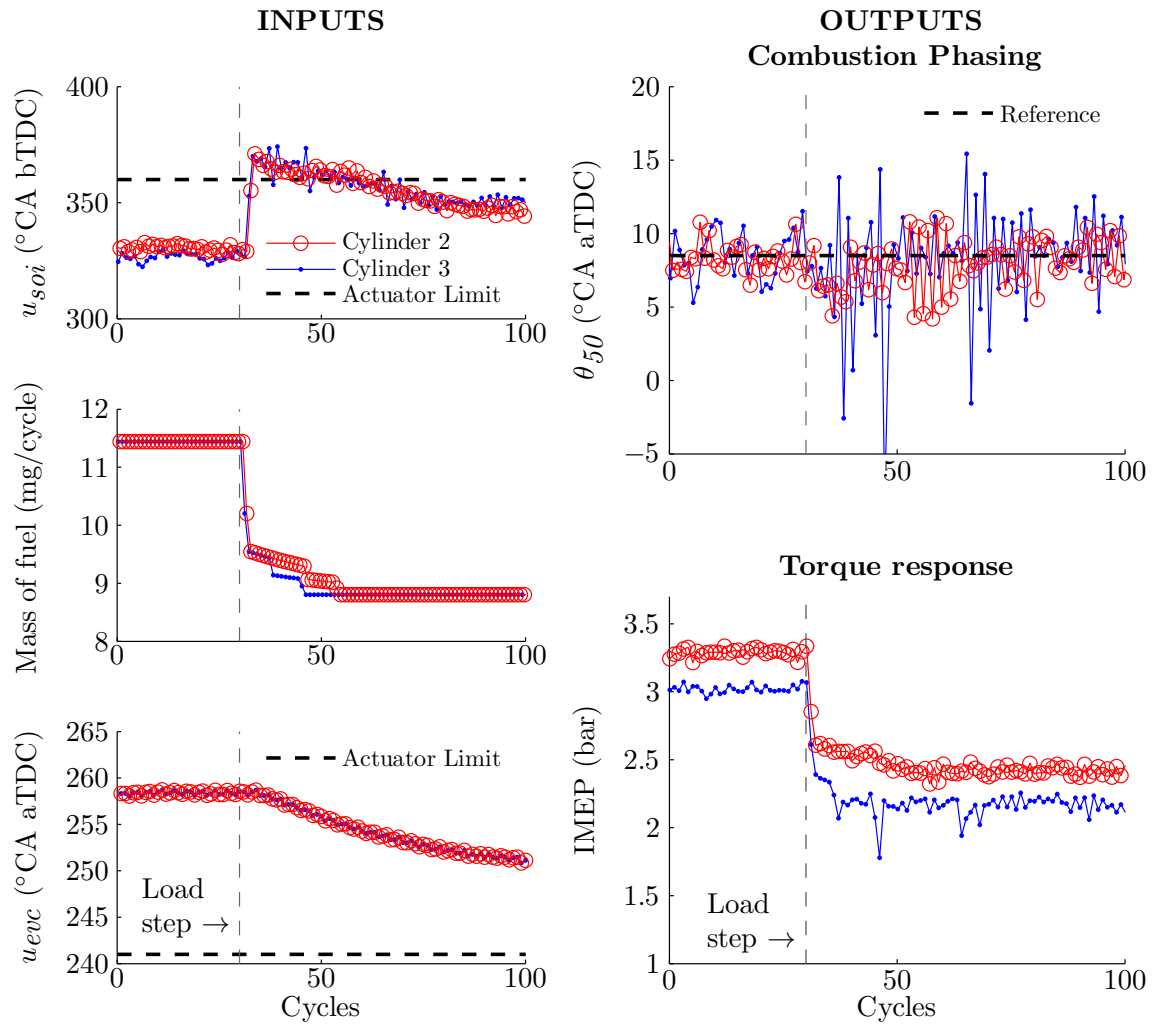 INPUTS
u_soi (°CA bTDC)
400
350
300
0
50
100
Cylinder 2
Cylinder 3
Actuator Limit
Mass of fuel (mg/cycle)
12
11
10
9
8
0
50
100
u_evc (°CA aTDC)
265
260
255
250
245
240
0
50
100
Actuator Limit
Load
step →
Cycles
OUTPUTS
Combustion Phasing
θ_50 (°CA aTDC)
20
15
10
5
0
−5
0
50
100
Reference
Torque response
IMEP (bar)
3.5
3
2.5
2
1.5
1
0
50
100
Load
step →
Cycles